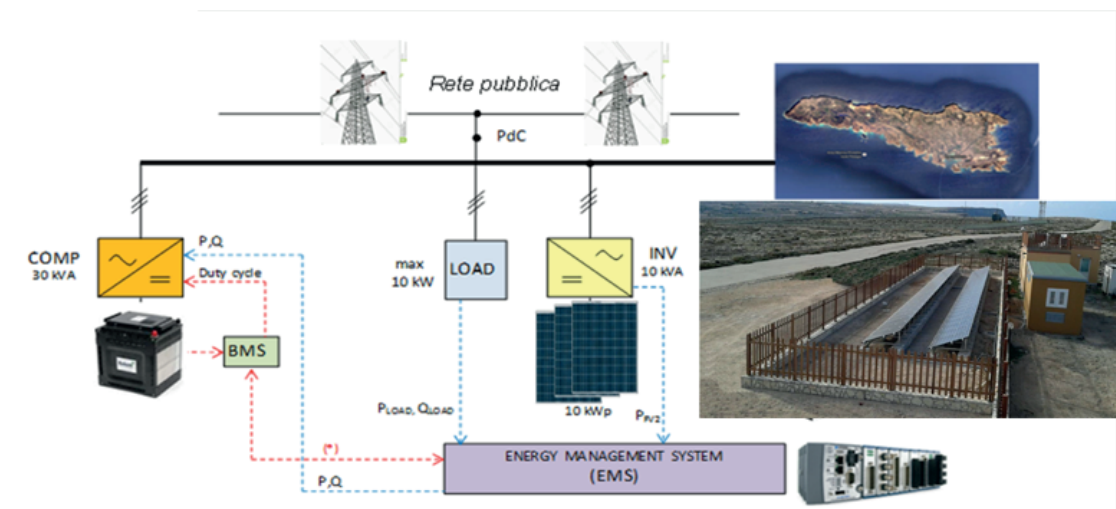 Rete pubblica
PdC
COMP
30 kVA
P,Q
Duty cycle
max
10 kW
LOAD
INV
10 kVA
BMS
10 kWp
PLOAD, QLOAD
PPV2
(*)
P,Q
ENERGY MANAGEMENT SYSTEM
(EMS)